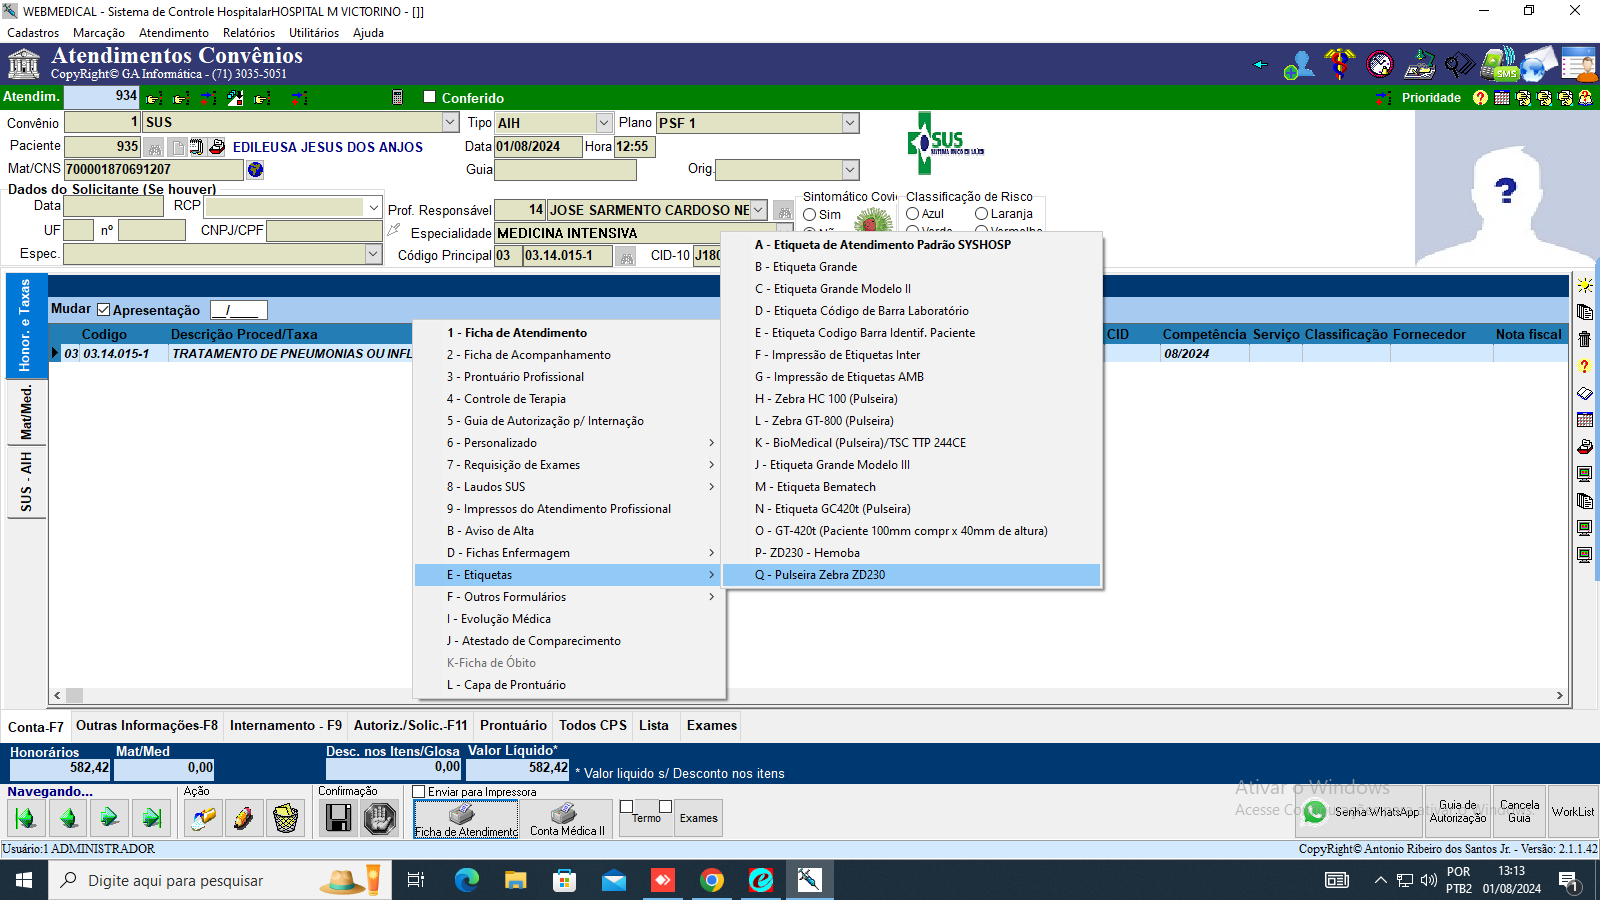 WEBMEDICAL - Sistema de Controle HospitalarHOSPITAL M VICTORINO - []]
Cadastros Marcação Atendimento Relatórios Utilitários Ajuda
Atendimentos Convênios
CopyRight© GA Informática - (71) 3035-5051
SMS
Atendim. 934 Conferido Prioridade
Convênio 1 SUS Tipo AIH Plano PSF 1
Paciente 935 EDILEUSA JESUS DOS ANJOS Data 01/08/2024 Hora 12:55
Mat/CNS 700001870691207 Guia Orig.
SUS
Dados do Solicitante (Se houver)
Data RCP
UF nº CNPJ/CPF
Espec.
Prof. Responsável 14 JOSE SARMENTO CARDOSO NE
Especialidade MEDICINA INTENSIVA
Código Principal 03 03.14.015-1 CID-10 J180
Sintomático Covi
Sim
Classificação de Risco
Azul Laranja
Honor. e Taxas
Mat/Med.
SUS - AIH
Mudar Apresentação _/____
Codigo Descrição Proced/Taxa CID Competência Serviço Classificação Fornecedor Nota fiscal
03 03.14.015-1 TRATAMENTO DE PNEUMONIAS OU INFL 08/2024
1 - Ficha de Atendimento
2 - Ficha de Acompanhamento
3 - Prontuário Profissional
4 - Controle de Terapia
5 - Guia de Autorização p/ Internação
6 - Personalizado
7 - Requisição de Exames
8 - Laudos SUS
9 - Impressos do Atendimento Profissional
B - Aviso de Alta
D - Fichas Enfermagem
E - Etiquetas
F - Outros Formulários
I - Evolução Médica
J - Atestado de Comparecimento
K-Ficha de Óbito
L - Capa de Prontuário
A - Etiqueta de Atendimento Padrão SYSHOSP
B - Etiqueta Grande
C - Etiqueta Grande Modelo II
D - Etiqueta Código de Barra Laboratório
E - Etiqueta Codigo Barra Identif. Paciente
F - Impressão de Etiquetas Inter
G - Impressão de Etiquetas AMB
H - Zebra HC 100 (Pulseira)
L - Zebra GT-800 (Pulseira)
K - BioMedical (Pulseira)/TSC TTP 244CE
J - Etiqueta Grande Modelo III
M - Etiqueta Bematech
N - Etiqueta GC420t (Pulseira)
O - GT-420t (Paciente 100mm compr x 40mm de altura)
P- ZD230 - Hemoba
Q - Pulseira Zebra ZD230
Conta-F7 Outras Informações-F8 Internamento - F9 Autoriz./Solic.-F11 Prontuário Todos CPS Lista Exames
Honorários Mat/Med Desc. nos Itens/Glosa Valor Líquido*
582,42 0,00 0,00 582,42 * Valor liquido s/ Desconto nos itens
Navegando... Ação Confirmação Enviar para Impressora
Ficha de Atendimento Conta Médica II Termo Exames
Ativar o Windows
Senha WhatsApp Guia de Autorização Cancela Guia WorkList
Usuário:1 ADMINISTRADOR CopyRight© Antonio Ribeiro dos Santos Jr. - Versão: 2.1.1.42
Digite aqui para pesquisar
POR
PTB2
13:13
01/08/2024
1